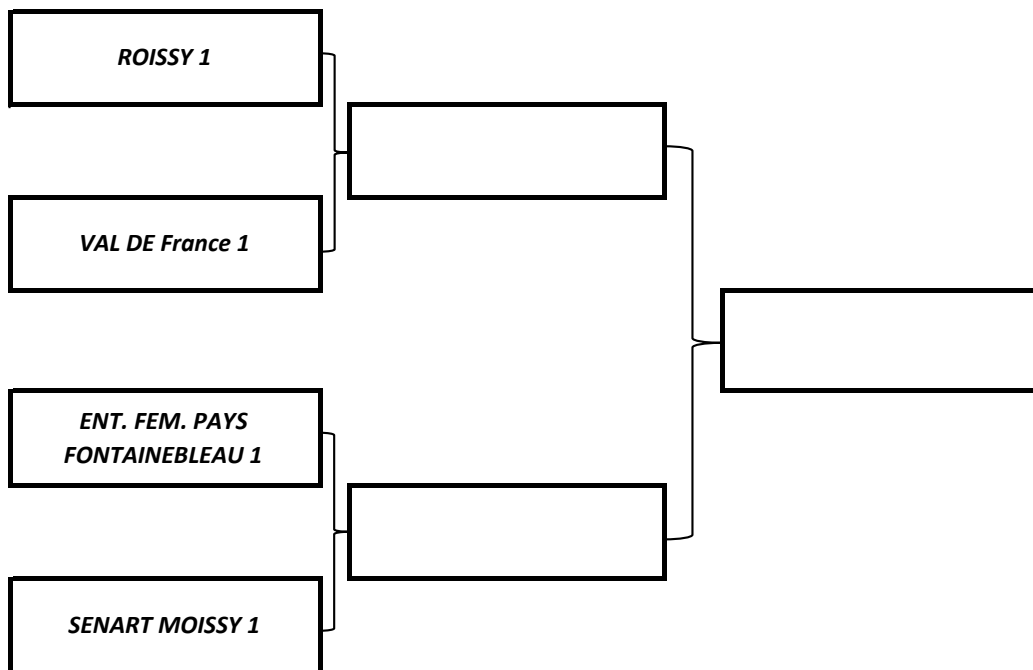 ROISSY 1
VAL DE France 1
ENT. FEM. PAYS
FONTAINEBLEAU 1
SENART MOISSY 1